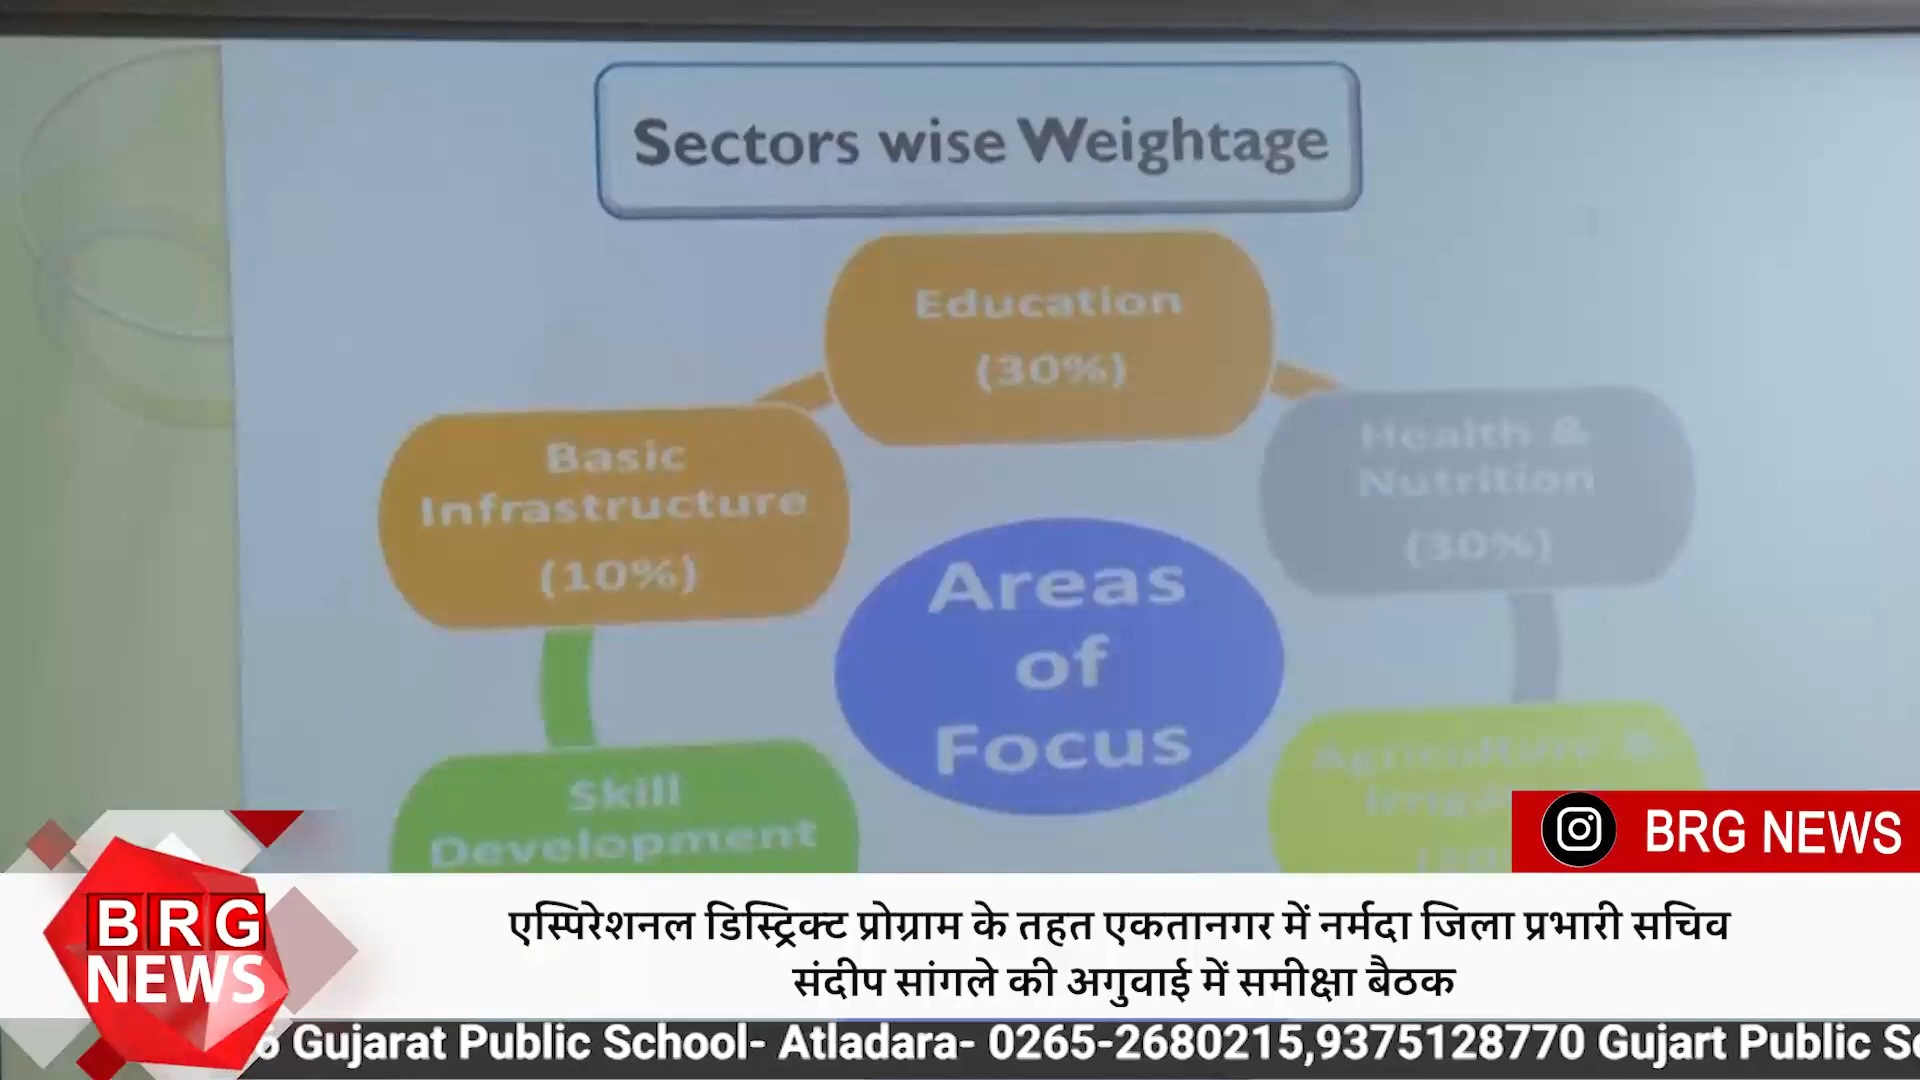 Sectors wise Weightage
Education
(30%)
Basic
Infrastructure
(10%)
Health &
Nutrition
(30%)
Areas
of
Focus
Skill
Development
Agriculture &
BRG NEWS
BRG
NEWS
एस्पिरेशनल डिस्ट्रिक्ट प्रोग्राम के तहत एकतानगर में नर्मदा जिला प्रभारी सचिव
संदीप सांगले की अगुवाई में समीक्षा बैठक
6 Gujarat Public School- Atladara- 0265-2680215,9375128770 Gujart Public